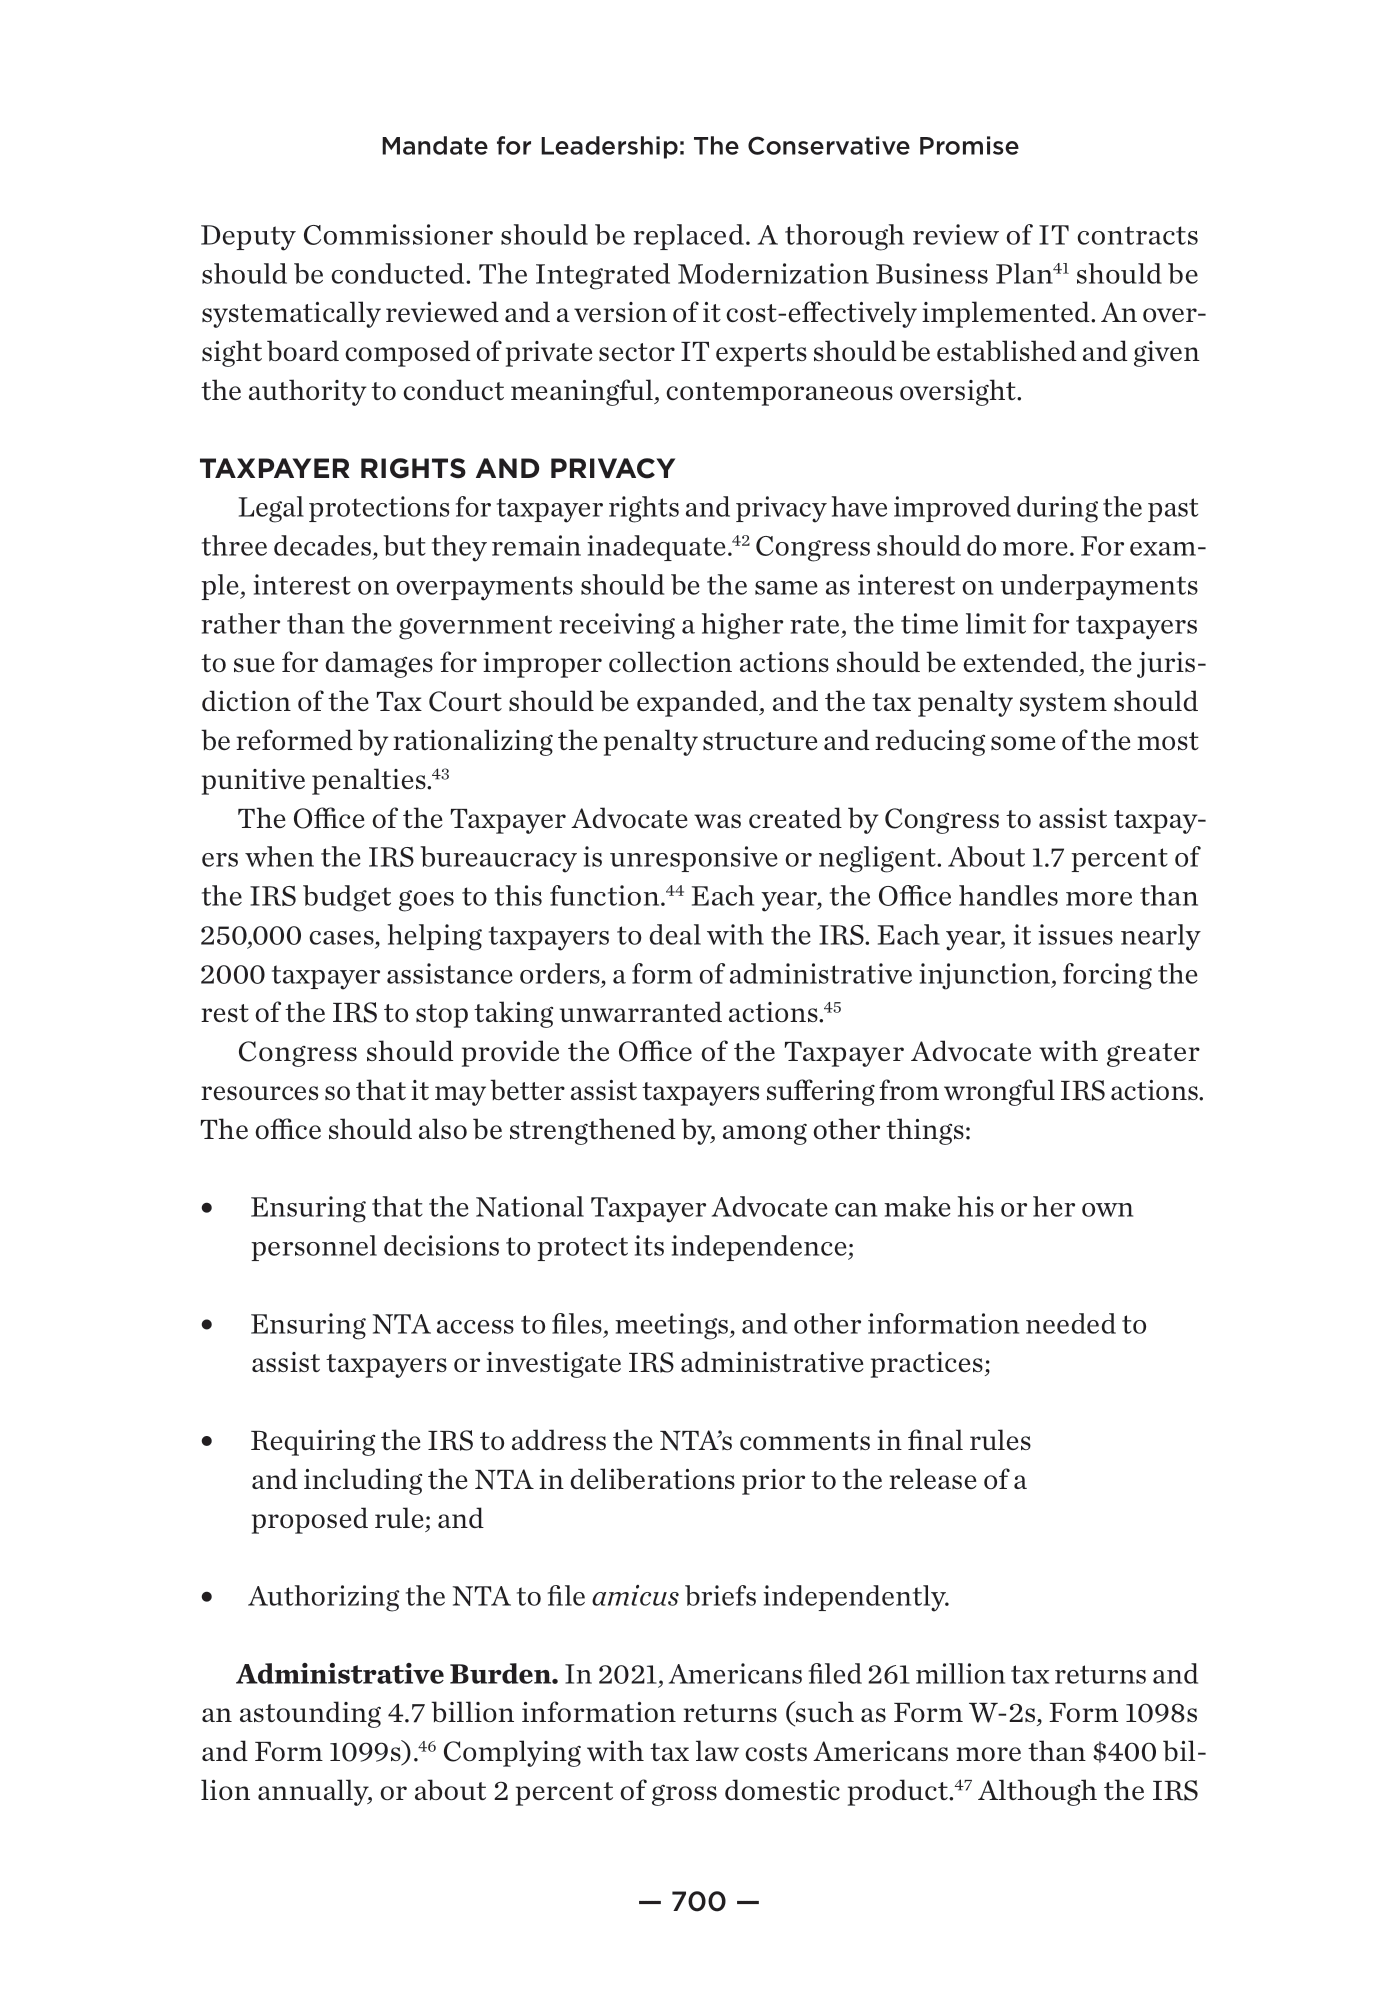 Mandate for Leadership: The Conservative Promise
Deputy Commissioner should be replaced. A thorough review of IT contracts
should be conducted. The Integrated Modernization Business Plan⁴¹ should be
systematically reviewed and a version of it cost-effectively implemented. An over-
sight board composed of private sector IT experts should be established and given
the authority to conduct meaningful, contemporaneous oversight.
TAXPAYER RIGHTS AND PRIVACY
Legal protections for taxpayer rights and privacy have improved during the past
three decades, but they remain inadequate.⁴² Congress should do more. For exam-
ple, interest on overpayments should be the same as interest on underpayments
rather than the government receiving a higher rate, the time limit for taxpayers
to sue for damages for improper collection actions should be extended, the juris-
diction of the Tax Court should be expanded, and the tax penalty system should
be reformed by rationalizing the penalty structure and reducing some of the most
punitive penalties.⁴³
The Office of the Taxpayer Advocate was created by Congress to assist taxpay-
ers when the IRS bureaucracy is unresponsive or negligent. About 1.7 percent of
the IRS budget goes to this function.⁴⁴ Each year, the Office handles more than
250,000 cases, helping taxpayers to deal with the IRS. Each year, it issues nearly
2000 taxpayer assistance orders, a form of administrative injunction, forcing the
rest of the IRS to stop taking unwarranted actions.⁴⁵
Congress should provide the Office of the Taxpayer Advocate with greater
resources so that it may better assist taxpayers suffering from wrongful IRS actions.
The office should also be strengthened by, among other things:
• Ensuring that the National Taxpayer Advocate can make his or her own
personnel decisions to protect its independence;
• Ensuring NTA access to files, meetings, and other information needed to
assist taxpayers or investigate IRS administrative practices;
• Requiring the IRS to address the NTA’s comments in final rules
and including the NTA in deliberations prior to the release of a
proposed rule; and
• Authorizing the NTA to file amicus briefs independently.
Administrative Burden. In 2021, Americans filed 261 million tax returns and
an astounding 4.7 billion information returns (such as Form W-2s, Form 1098s
and Form 1099s).⁴⁶ Complying with tax law costs Americans more than $400 bil-
lion annually, or about 2 percent of gross domestic product.⁴⁷ Although the IRS
— 700 —